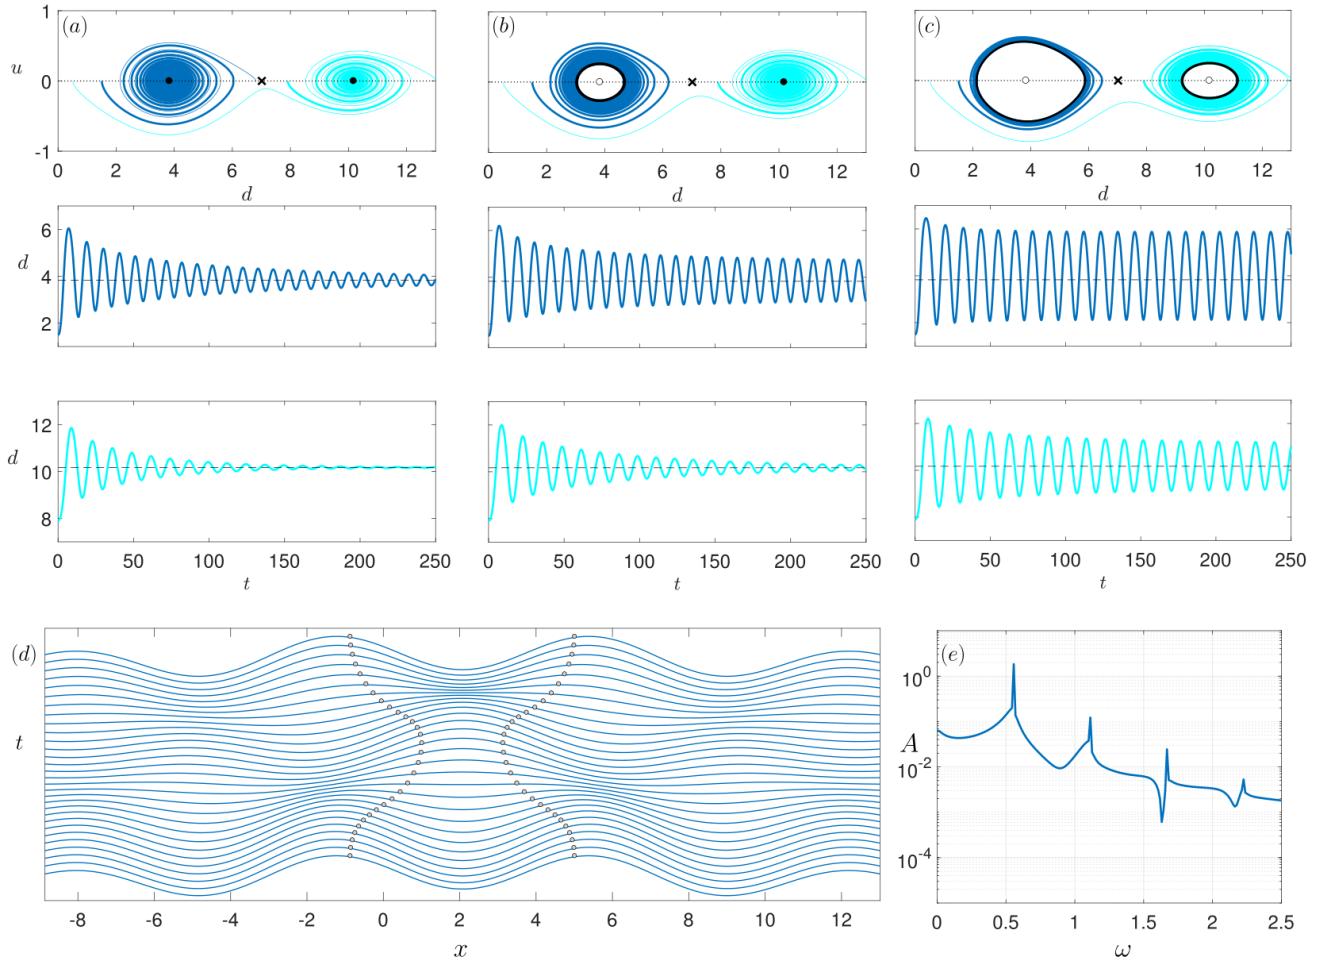 (a) (b) (c)
1
u 0
-1
0 2 4 6 8 10 12 0 2 4 6 8 10 12 0 2 4 6 8 10 12
d d d
6
d 4
2
12
d 10
8
0 50 100 150 200 250 0 50 100 150 200 250 0 50 100 150 200 250
t t t
(d) (e)
t
-8 -6 -4 -2 0 2 4 6 8 10 12
x
A
10^0
10^-2
10^-4
0 0.5 1 1.5 2 2.5
ω